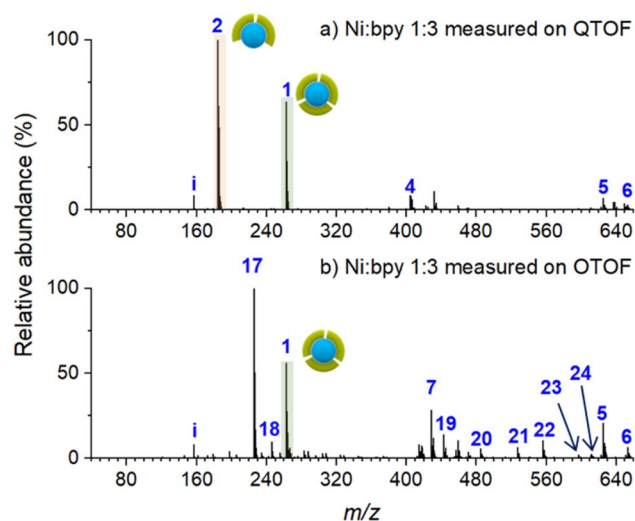 2
a) Ni:bpy 1:3 measured on QTOF
100
1
50
i
4
5
6
0
80 160 240 320 400 480 560 640
Relative abundance (%)
17
b) Ni:bpy 1:3 measured on OTOF
100
1
24
23
50
7
5
i
18
19
20
21
22
6
0
80 160 240 320 400 480 560 640
m/z